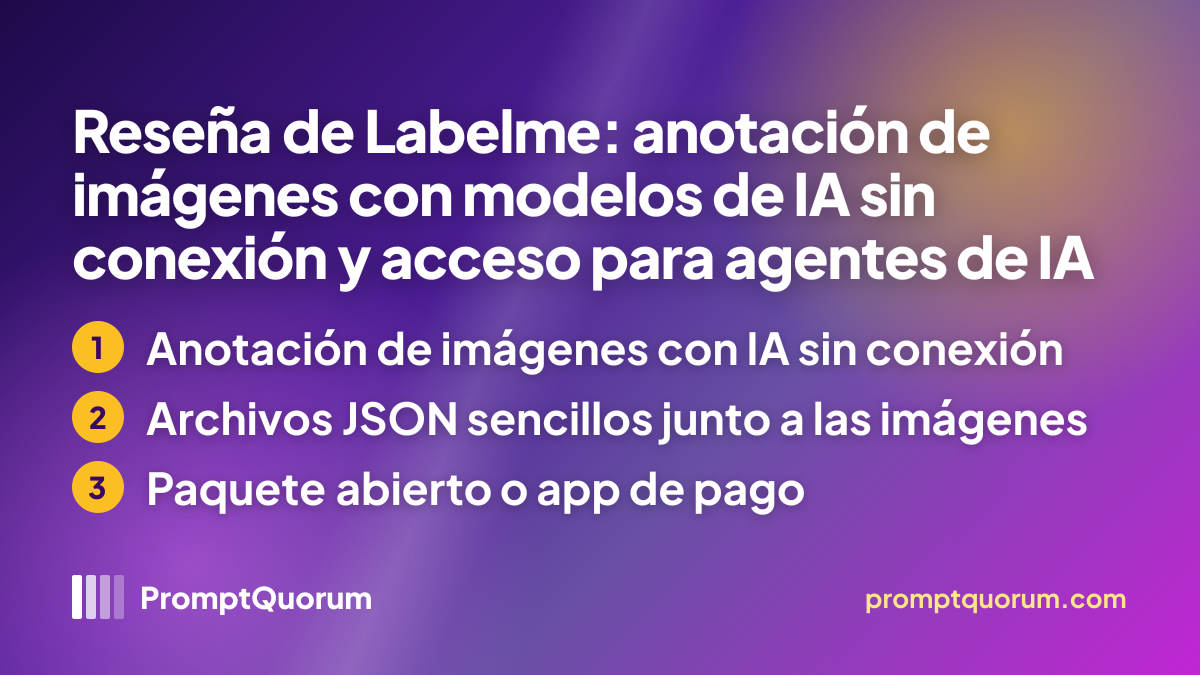 Reseña de Labelme: anotación de
imágenes con modelos de IA sin
conexión y acceso para agentes de IA
1 Anotación de imágenes con IA sin conexión
2 Archivos JSON sencillos junto a las imágenes
3 Paquete abierto o app de pago
PromptQuorum
promptquorum.com